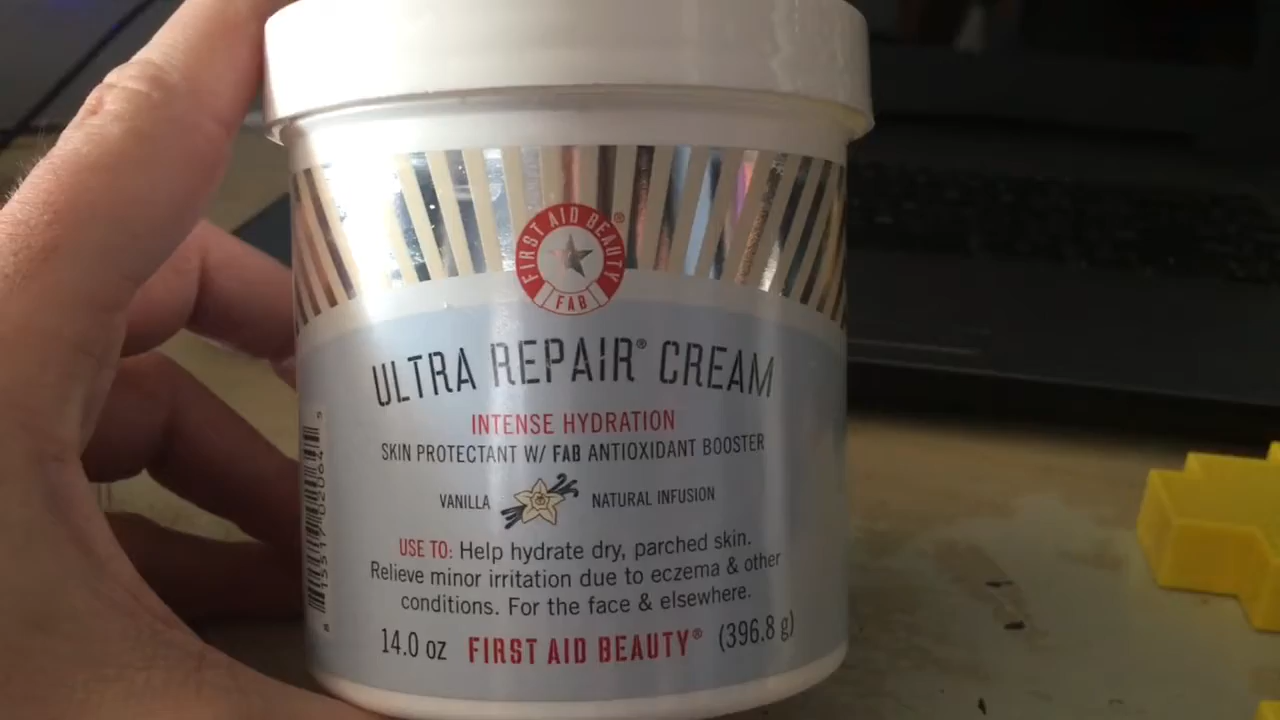 FIRST AID BEAUTY®
FAB
ULTRA REPAIR® CREAM
INTENSE HYDRATION
SKIN PROTECTANT W/ FAB ANTIOXIDANT BOOSTER
VANILLA NATURAL INFUSION
USE TO: Help hydrate dry, parched skin.
Relieve minor irritation due to eczema & other
conditions. For the face & elsewhere.
14.0 oz FIRST AID BEAUTY® (396.8 g)